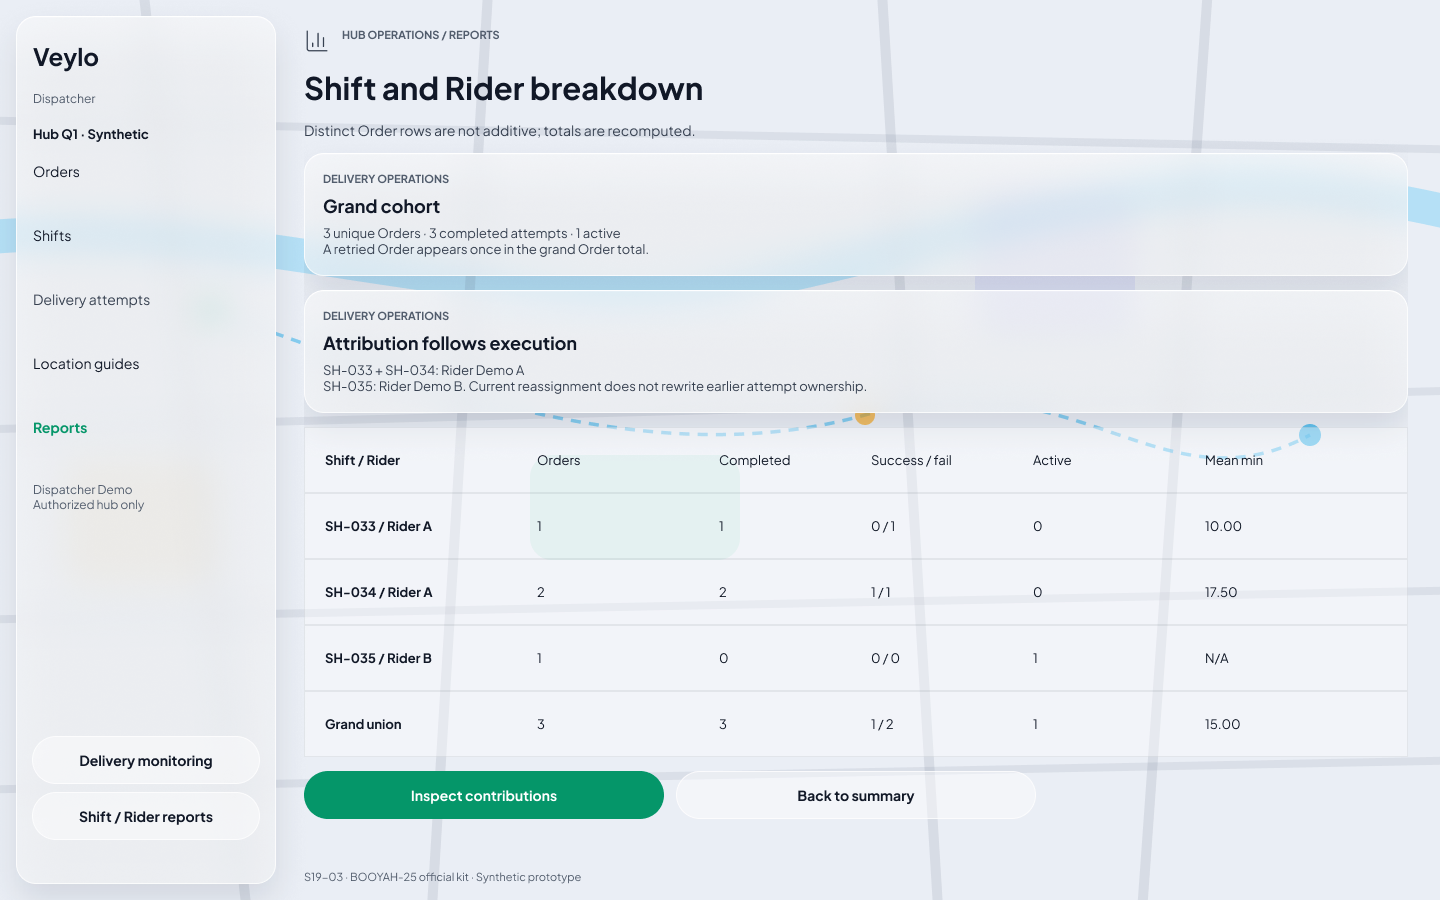 Veylo
Dispatcher
Hub Q1 · Synthetic
Orders
Shifts
Delivery attempts
Location guides
Reports
Dispatcher Demo
Authorized hub only
Delivery monitoring
Shift / Rider reports
HUB OPERATIONS / REPORTS
Shift and Rider breakdown
Distinct Order rows are not additive; totals are recomputed.
DELIVERY OPERATIONS
Grand cohort
3 unique Orders · 3 completed attempts · 1 active
A retried Order appears once in the grand Order total.
DELIVERY OPERATIONS
Attribution follows execution
SH-033 + SH-034: Rider Demo A
SH-035: Rider Demo B. Current reassignment does not rewrite earlier attempt ownership.
Shift / Rider Orders Completed Success / fail Active Mean min
SH-033 / Rider A 1 1 0 / 1 0 10.00
SH-034 / Rider A 2 2 1 / 1 0 17.50
SH-035 / Rider B 1 0 0 / 0 1 N/A
Grand union 3 3 1 / 2 1 15.00
Inspect contributions
Back to summary
S19-03 · BOOYAH-25 official kit · Synthetic prototype